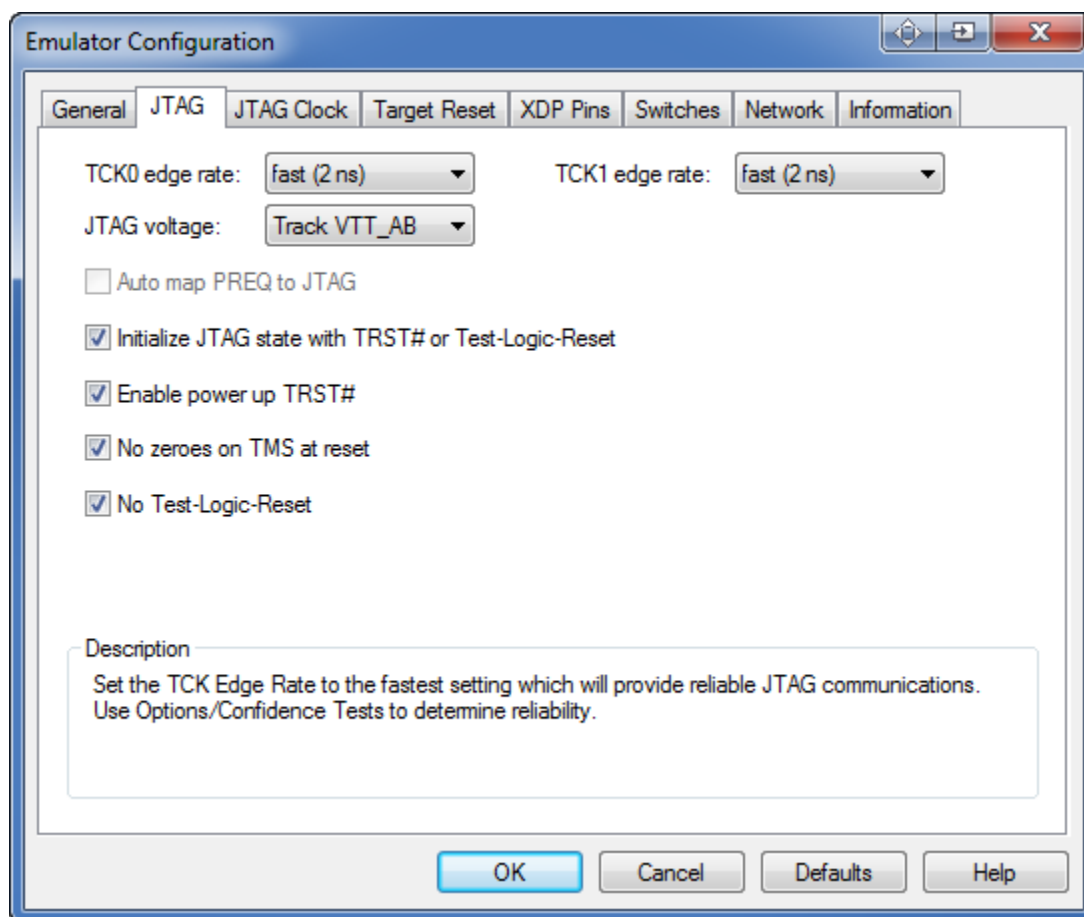 Emulator Configuration
General JTAG JTAG Clock Target Reset XDP Pins Switches Network Information
TCK0 edge rate: fast (2 ns) TCK1 edge rate: fast (2 ns)
JTAG voltage: Track VTT_AB
Auto map PREQ to JTAG
Initialize JTAG state with TRST# or Test-Logic-Reset
Enable power up TRST#
No zeroes on TMS at reset
No Test-Logic-Reset
Description
Set the TCK Edge Rate to the fastest setting which will provide reliable JTAG communications.
Use Options/Confidence Tests to determine reliability.
OK Cancel Defaults Help